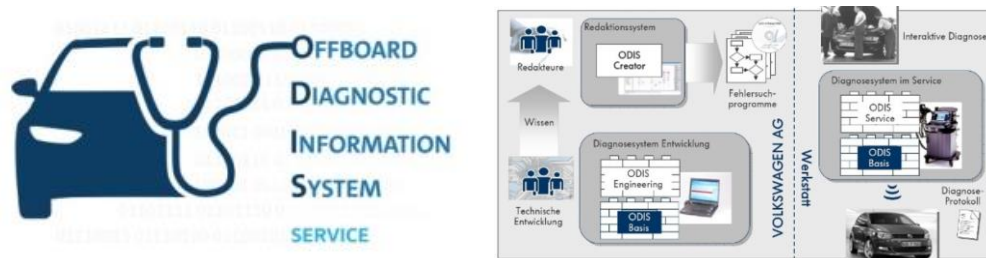 OFFBOARD
DIAGNOSTIC
INFORMATION
SYSTEM
SERVICE
Redakteure
Wissen
Technische
Entwicklung
Redaktionssystem
ODIS
Creator
Fehlersuch-
programme
Diagnosesystem Entwicklung
ODIS
Engineering
ODIS
Basis
VOLKSWAGEN AG
Werkstatt
Interaktive Diagnose
Diagnosesystem im Service
ODIS
Service
ODIS
Basis
Diagnose-
Protokoll